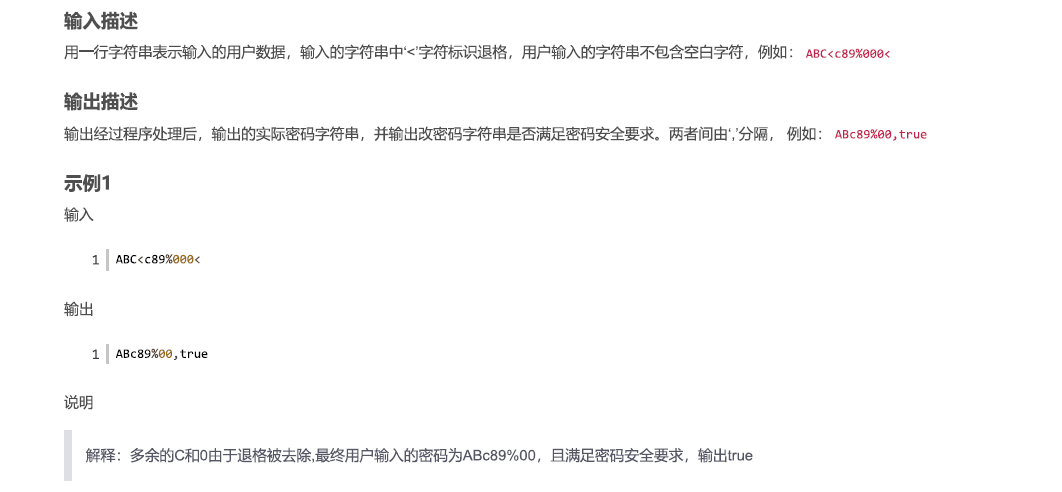 输入描述
用一行字符串表示输入的用户数据，输入的字符串中‘<’字符标识退格，用户输入的字符串不包含空白字符，例如： ABC<c89%000<
输出描述
输出经过程序处理后，输出的实际密码字符串，并输出改密码字符串是否满足密码安全要求。两者间由‘,’分隔， 例如： ABc89%00,true
示例1
输入
1 ABC<c89%000<
输出
1 ABc89%00,true
说明
解释：多余的C和0由于退格被去除,最终用户输入的密码为ABc89%00，且满足密码安全要求，输出true